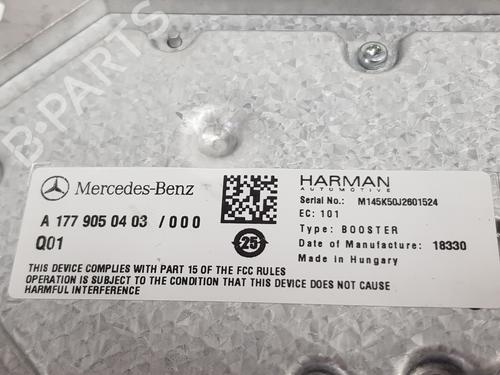 B-PARTS
Mercedes-Benz
A 177 905 04 03 / 000
Q01
25
HARMAN
AUTOMOTIVE
Serial No.: M145K50J2601524
EC: 101
Type: BOOSTER
Date of Manufacture: 18330
Made in Hungary
THIS DEVICE COMPLIES WITH PART 15 OF THE FCC RULES
OPERATION IS SUBJECT TO THE CONDITION THAT THIS DEVICE DOES NOT CAUSE
HARMFUL INTERFERENCE